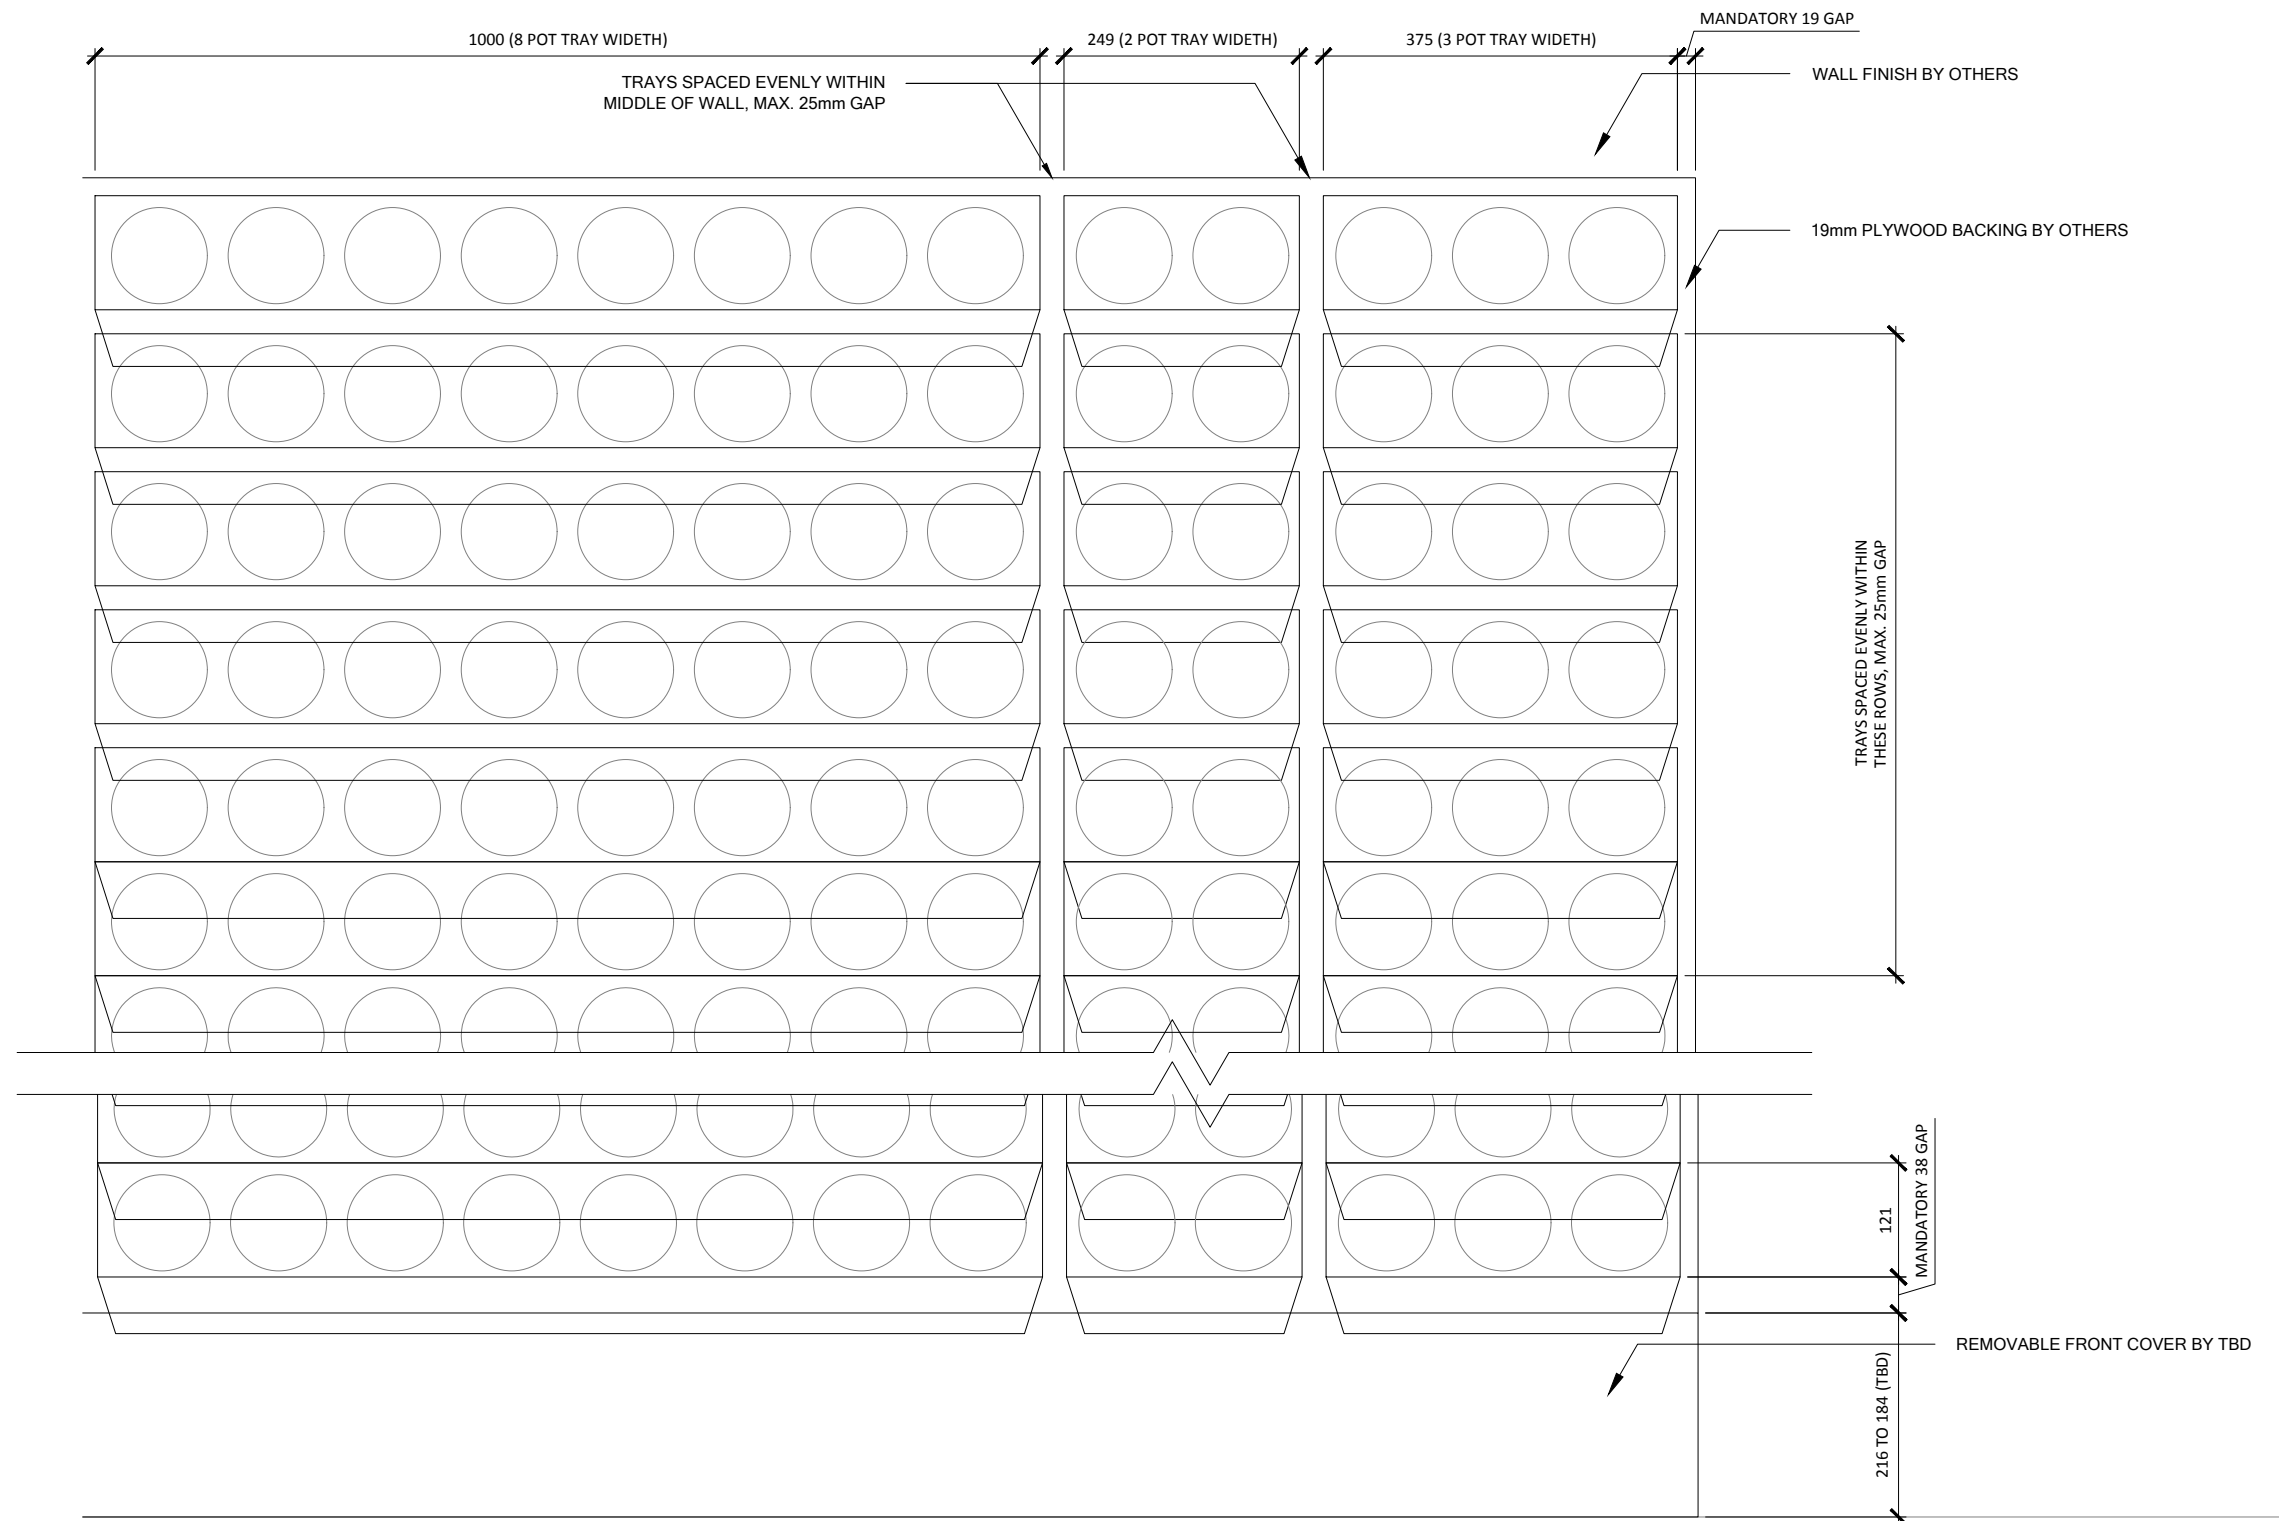 MANDATORY 19 GAP
1000 (8 POT TRAY WIDETH)
249 (2 POT TRAY WIDETH)
375 (3 POT TRAY WIDETH)
TRAYS SPACED EVENLY WITHIN
MIDDLE OF WALL, MAX. 25mm GAP
WALL FINISH BY OTHERS
19mm PLYWOOD BACKING BY OTHERS
TRAYS SPACED EVENLY WITHIN
THESE ROWS, MAX. 25mm GAP
121
MANDATORY 38 GAP
REMOVABLE FRONT COVER BY TBD
216 TO 184 (TBD)